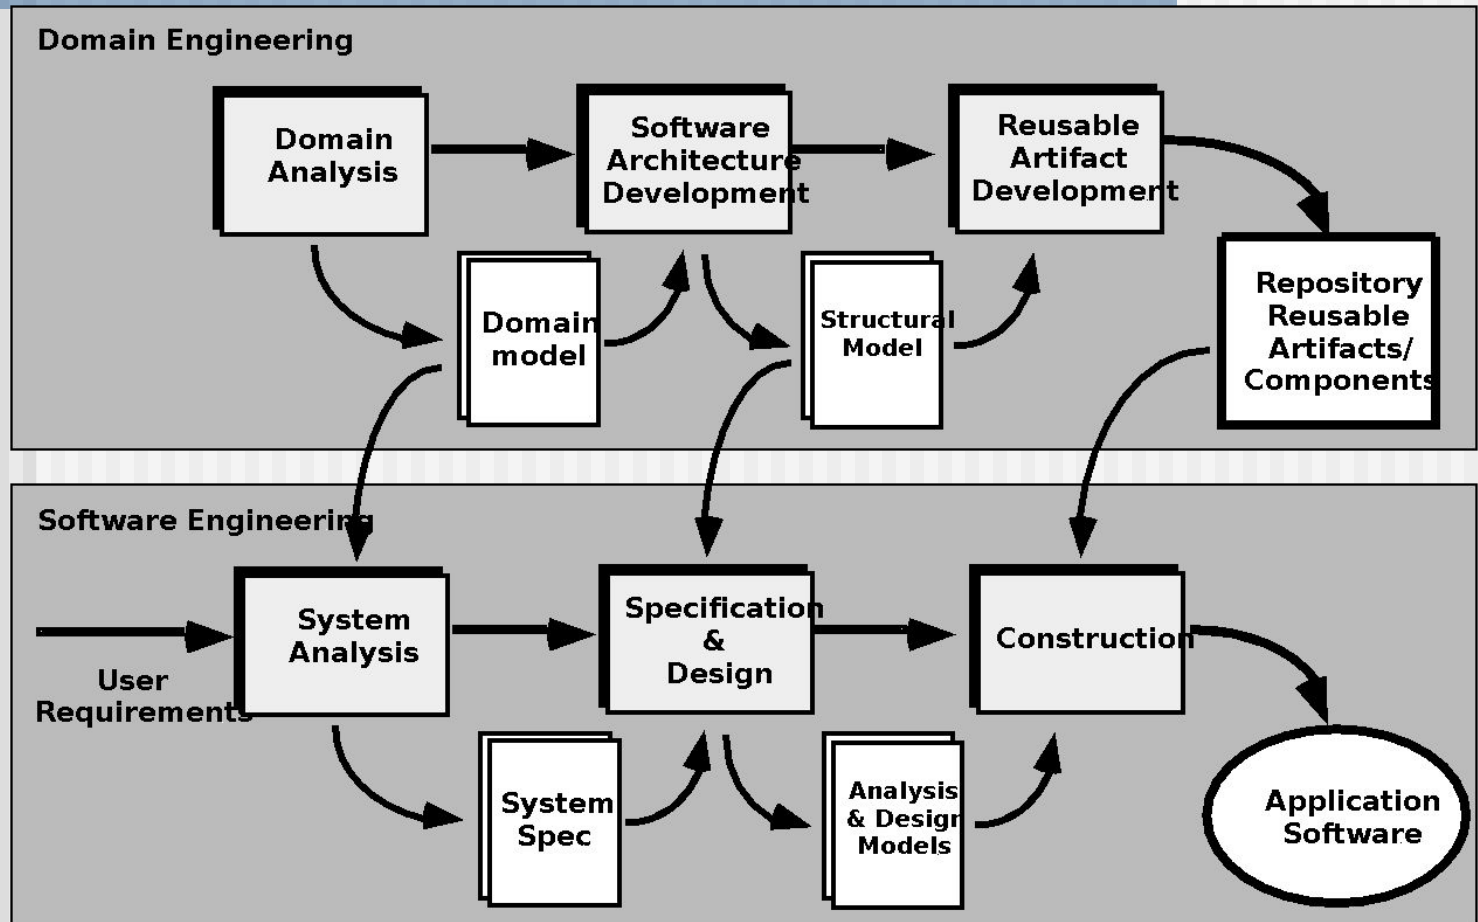 Domain Engineering
Domain
Analysis
Software
Architecture
Development
Reusable
Artifact
Development
Domain
model
Structural
Model
Repository
Reusable
Artifacts/
Components
Software Engineering
User
Requirements
System
Analysis
Specification
&
Design
Construction
System
Spec
Analysis
& Design
Models
Application
Software